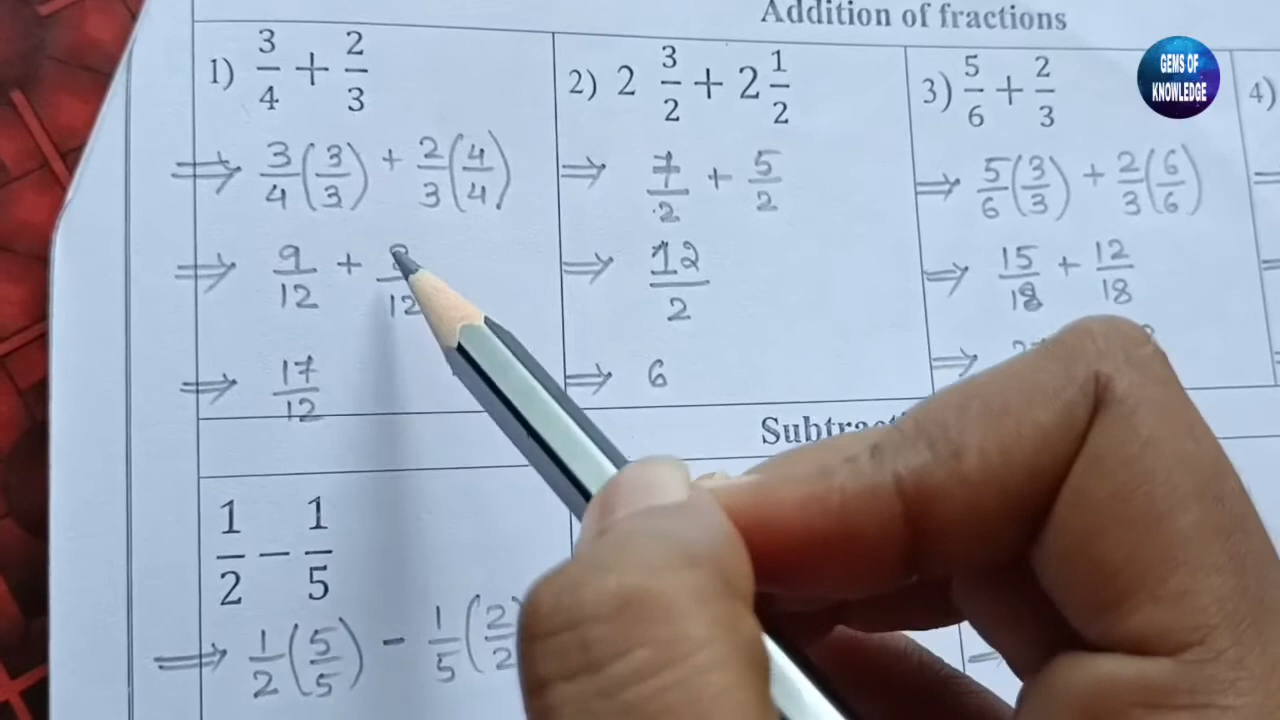 Addition of fractions
GEMS OF
KNOWLEDGE
1) 3/4 + 2/3
⇒ 3/4 (3/3) + 2/3 (4/4)
⇒ 9/12 + 8/12
⇒ 17/12
2) 2 3/2 + 2 1/2
⇒ 7/2 + 5/2
⇒ 12/2
⇒ 6
3) 5/6 + 2/3
⇒ 5/6 (3/3) + 2/3 (6/6)
⇒ 15/18 + 12/18
⇒
4)
1/2 − 1/5
⇒ 1/2 (5/5) - 1/5 (2/2)